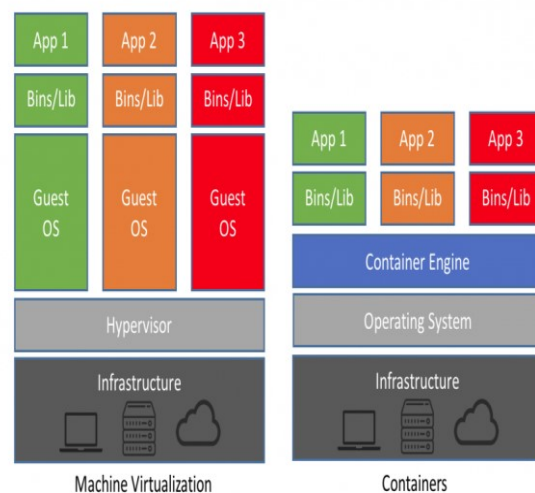 App 1
App 2
App 3
Bins/Lib
Bins/Lib
Bins/Lib
Guest
OS
Guest
OS
Guest
OS
Hypervisor
Infrastructure
Machine Virtualization
App 1
App 2
App 3
Bins/Lib
Bins/Lib
Bins/Lib
Container Engine
Operating System
Infrastructure
Containers